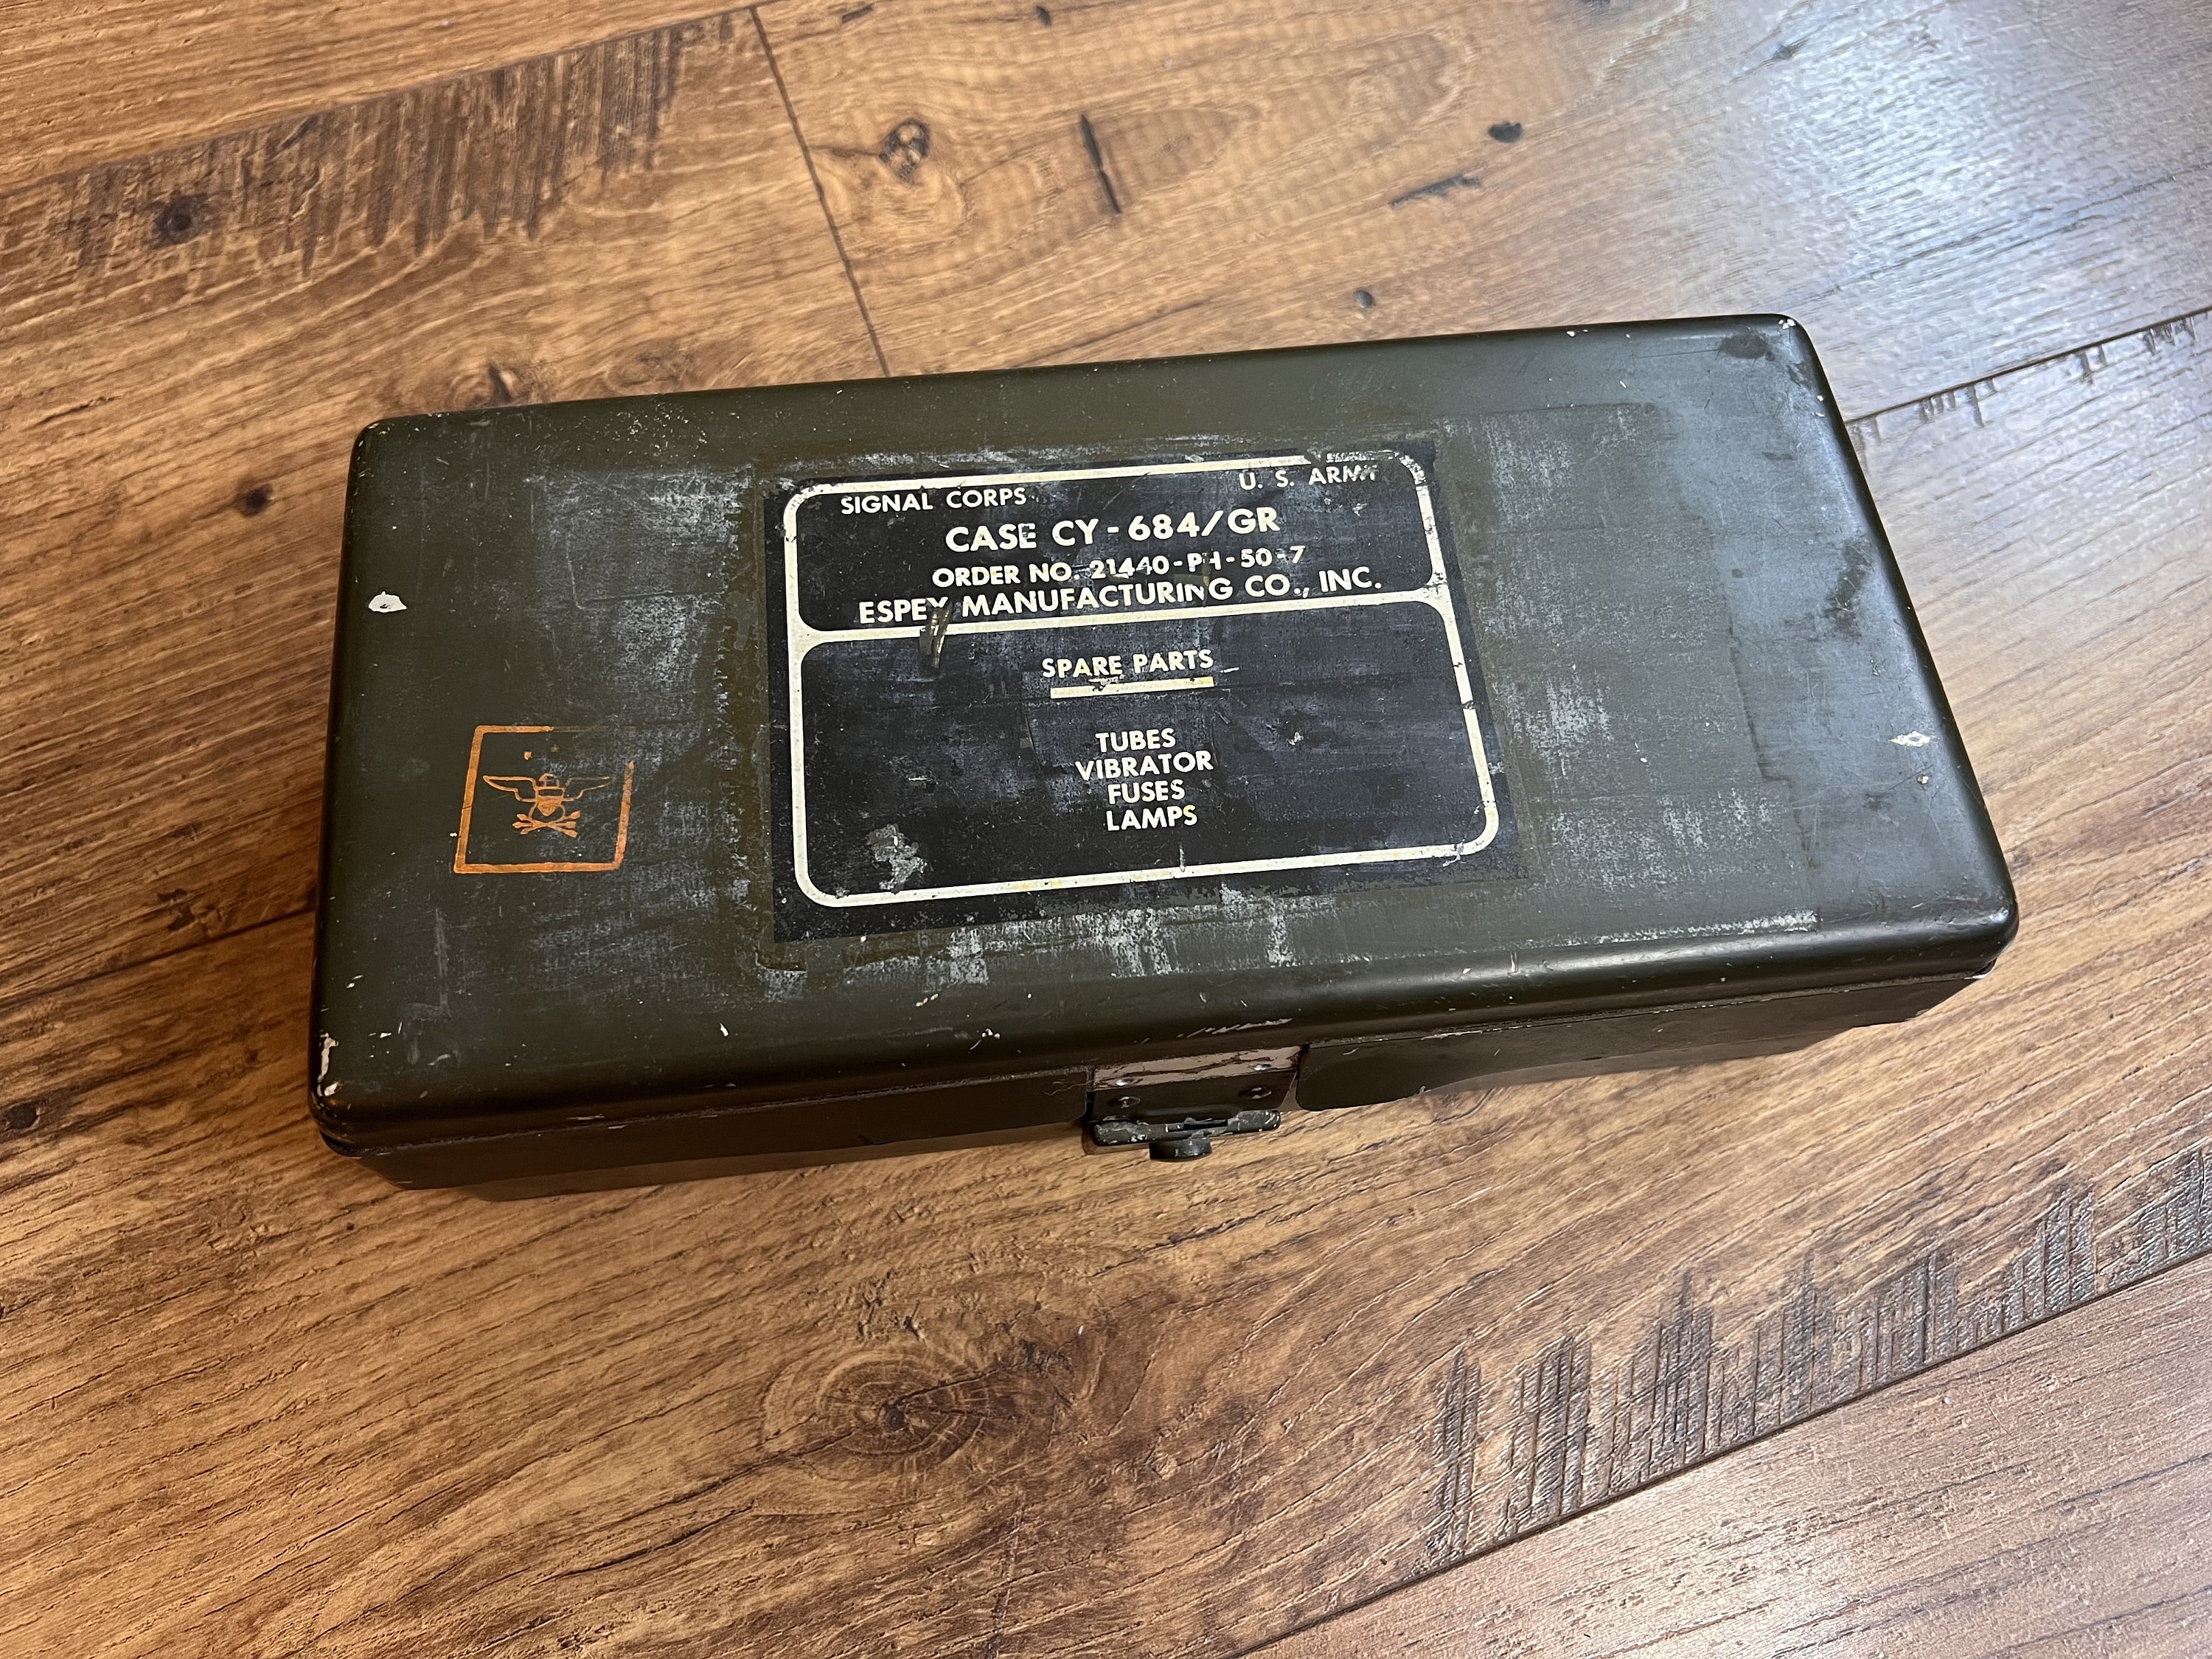 SIGNAL CORPS U. S. ARMY
CASE CY-684/GR
ORDER NO. 21440-PH-50-7
ESPEY MANUFACTURING CO., INC.
SPARE PARTS
TUBES
VIBRATOR
FUSES
LAMPS